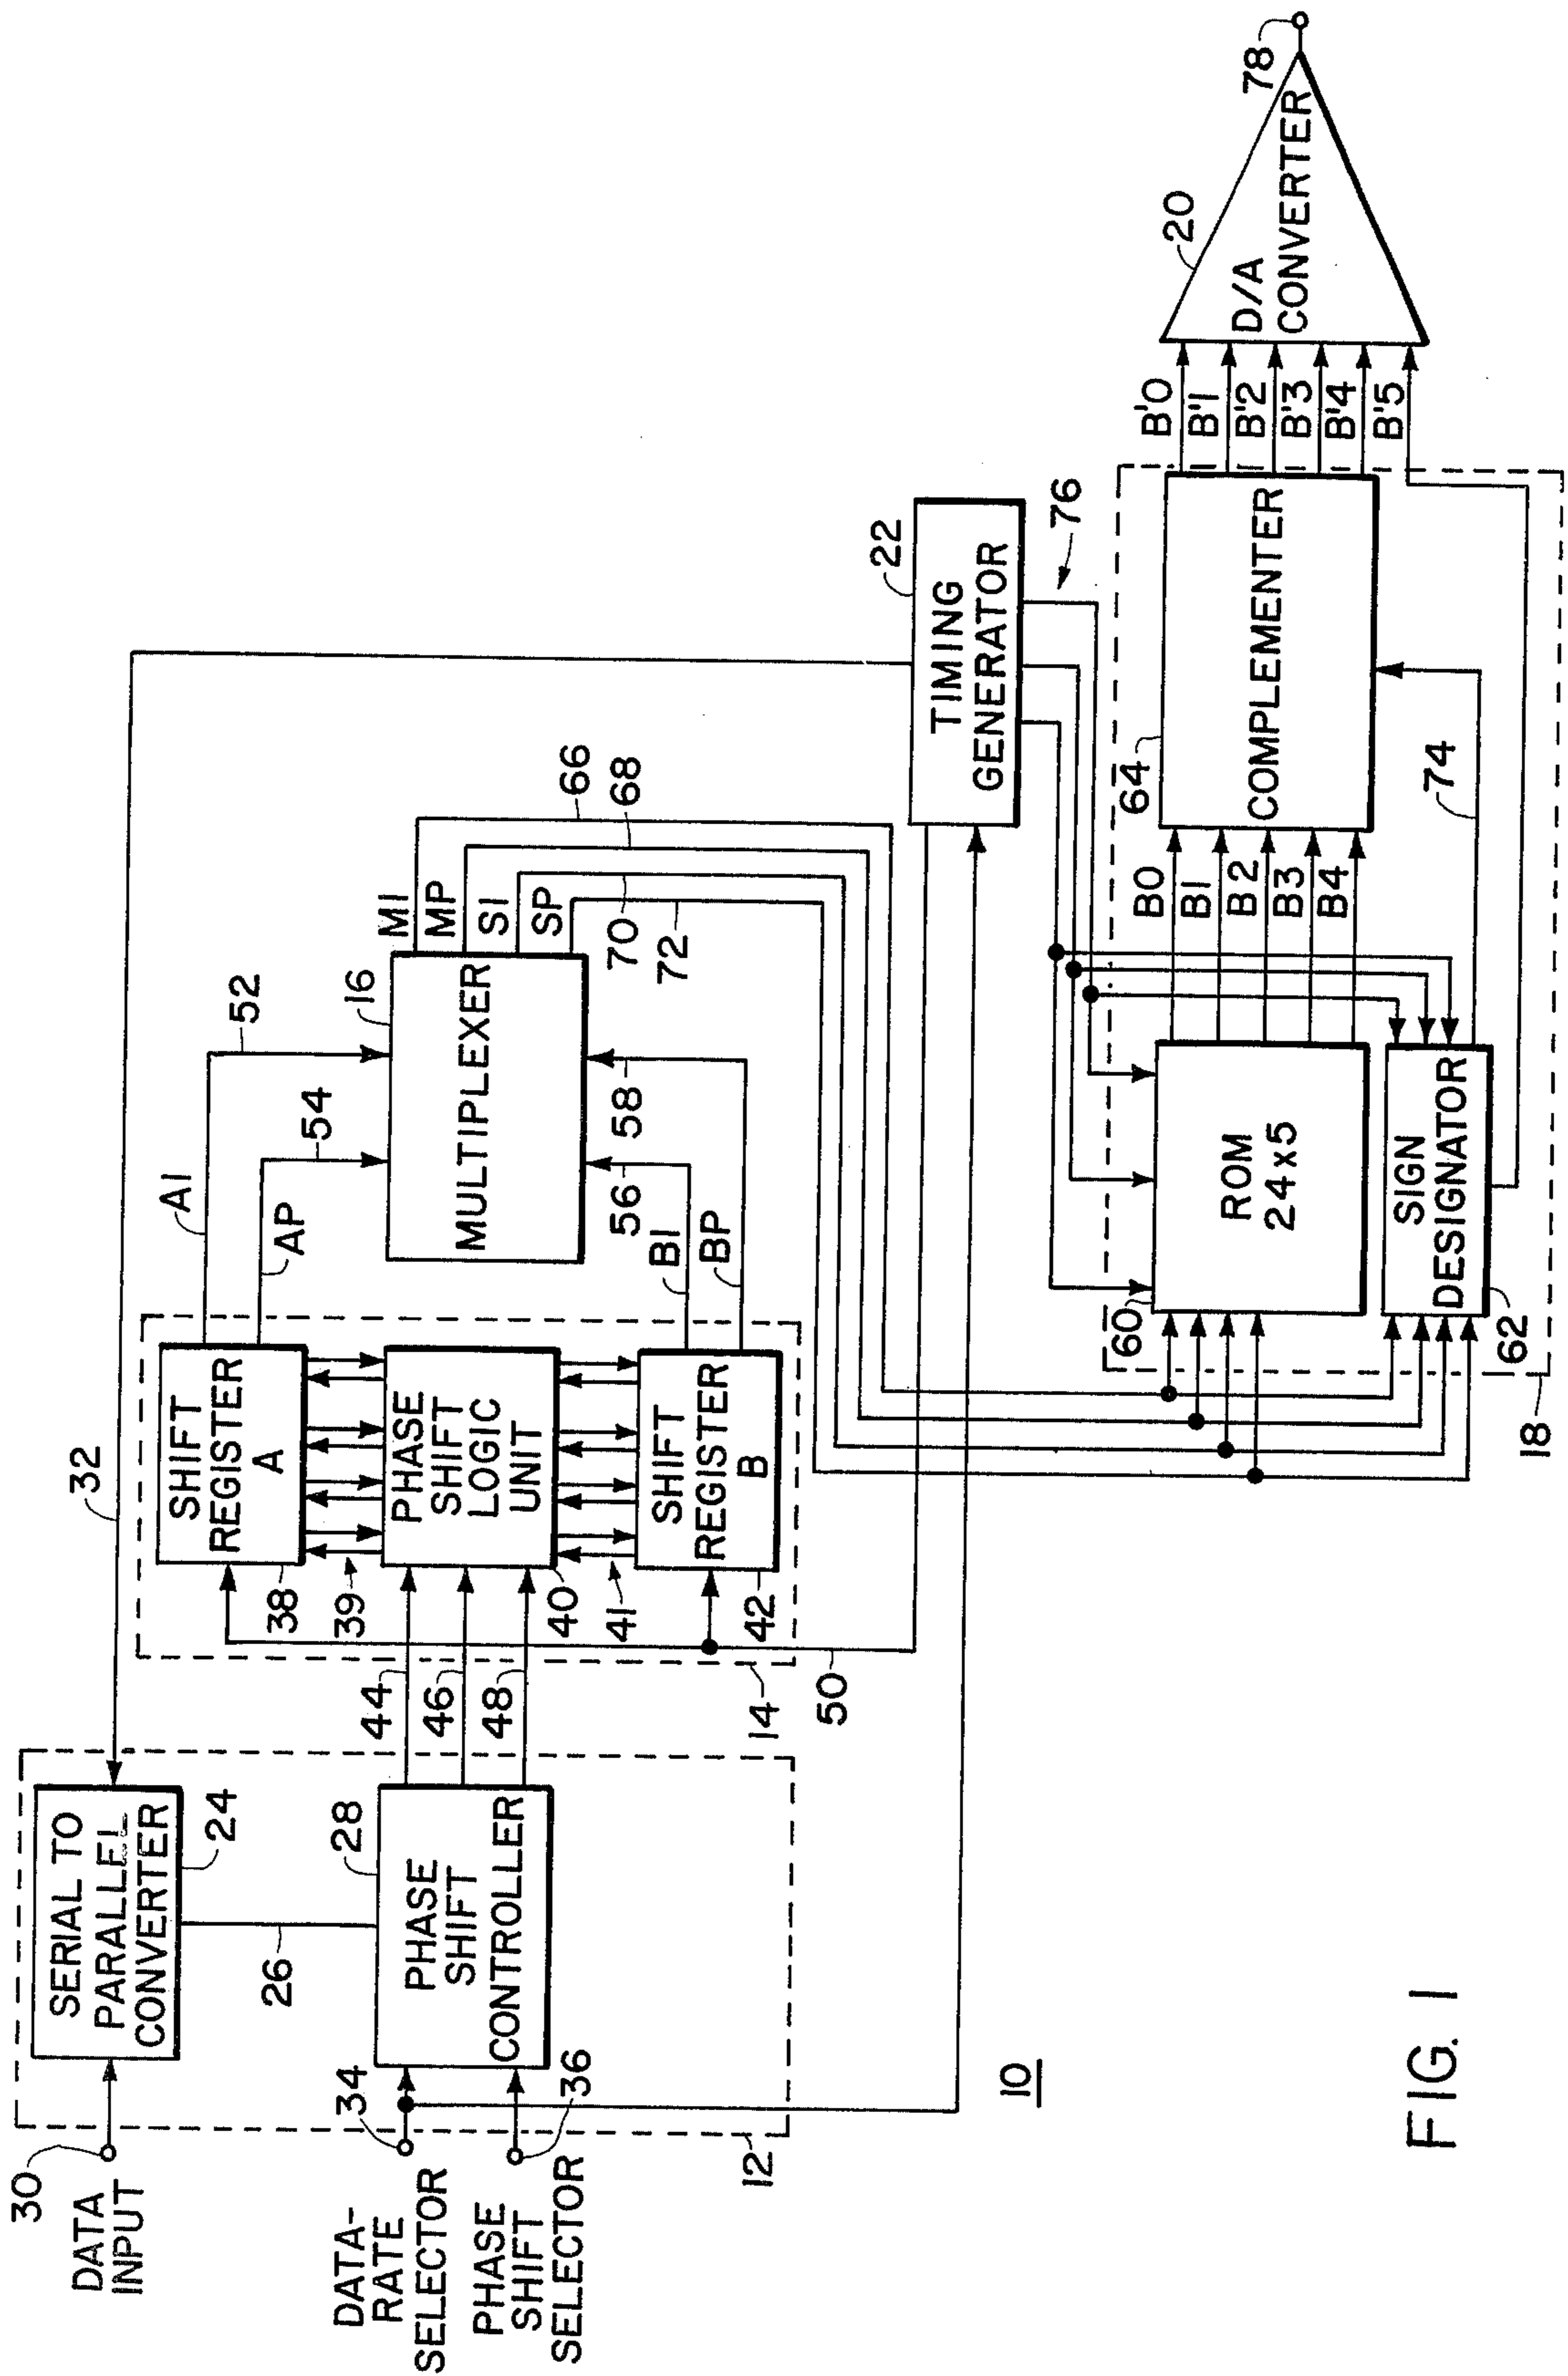 30
DATA
INPUT
SERIAL TO
PARALLEL
CONVERTER
24
32
26
DATA-
RATE
SELECTOR
34
PHASE
SHIFT
SELECTOR
36
PHASE
SHIFT
CONTROLLER
28
12
44
46
48
SHIFT
REGISTER
A
38
39
PHASE
SHIFT
LOGIC
UNIT
40
41
SHIFT
REGISTER
B
42
14
50
AI
52
AP
54
BI
56
BP
58
MULTIPLEXER
16
MI
MP
SI
SP
66
68
70
72
TIMING
GENERATOR
22
76
60
ROM
24x5
SIGN
DESIGNATOR
62
18
B0
B1
B2
B3
B4
64
COMPLEMENTER
74
B'0
B'1
B'2
B'3
B'4
B'5
D/A
CONVERTER
20
78
10
FIG. 1